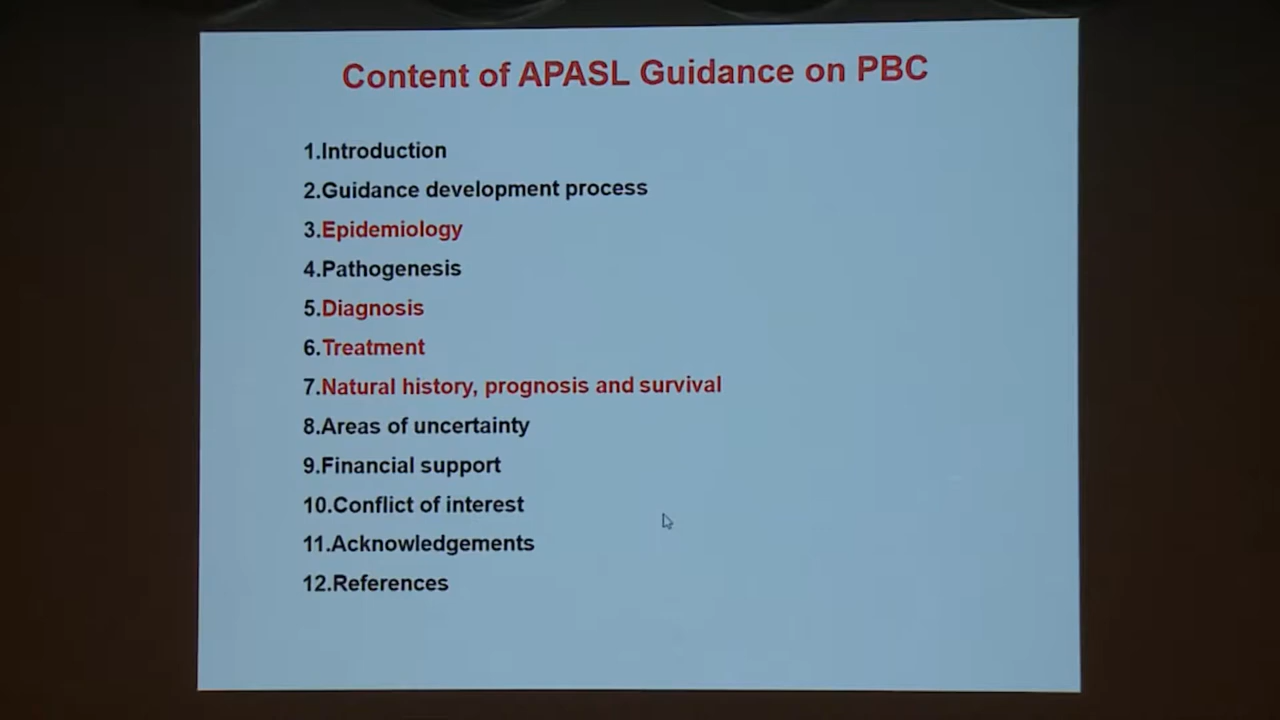 Content of APASL Guidance on PBC
1.Introduction
2.Guidance development process
3.Epidemiology
4.Pathogenesis
5.Diagnosis
6.Treatment
7.Natural history, prognosis and survival
8.Areas of uncertainty
9.Financial support
10.Conflict of interest
11.Acknowledgements
12.References